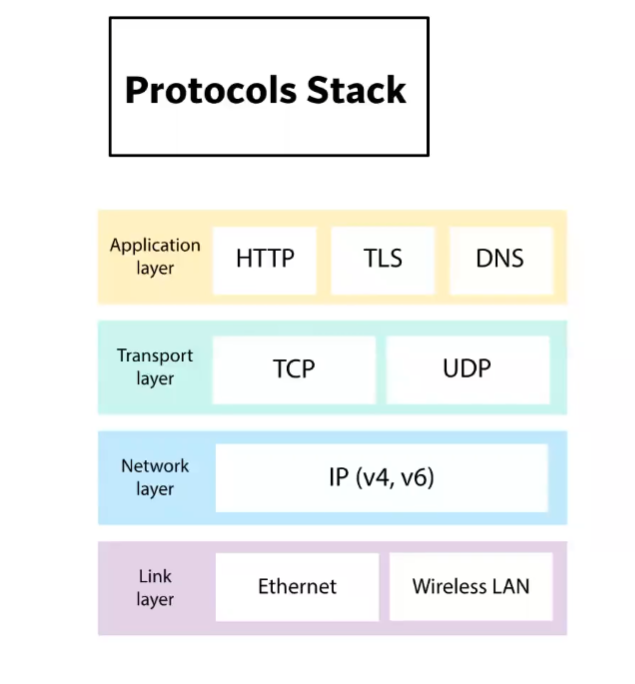 Protocols Stack
Application
layer
HTTP
TLS
DNS
Transport
layer
TCP
UDP
Network
layer
IP (v4, v6)
Link
layer
Ethernet
Wireless LAN